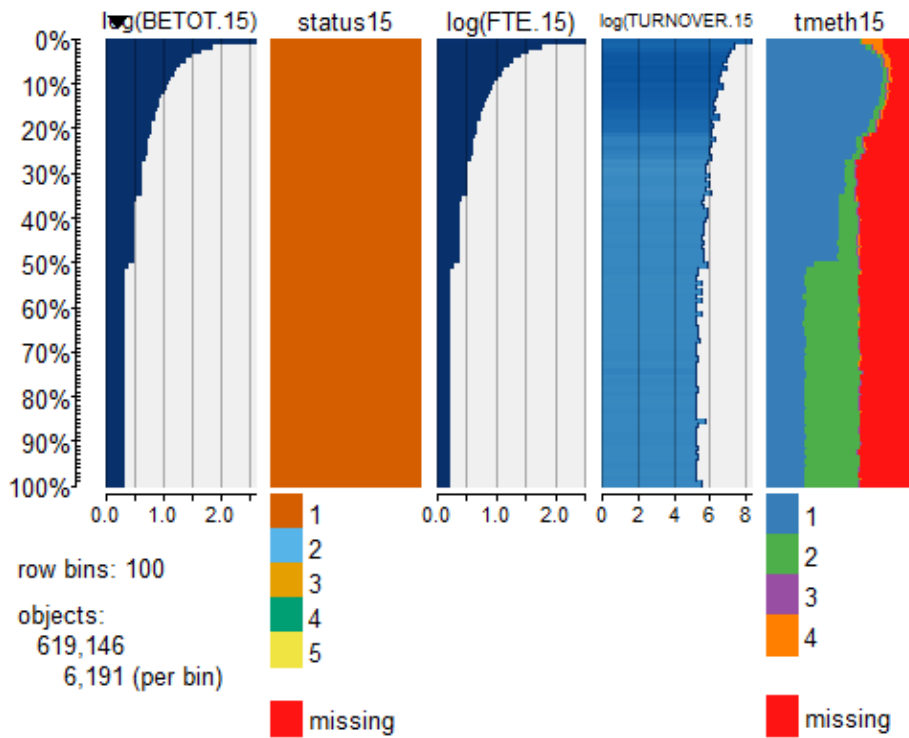 log(BETOT.15) status15 log(FTE.15) log(TURNOVER.15 tmeth15
0%
10%
20%
30%
40%
50%
60%
70%
80%
90%
100%
0.0 1.0 2.0 0.0 1.0 2.0 0 2 4 6 8
1 1
2 2
3 3
4 4
5
missing missing
row bins: 100
objects:
619,146
6,191 (per bin)